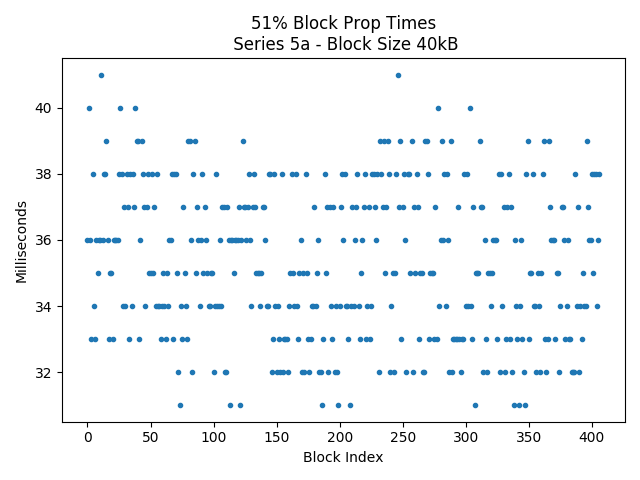 51% Block Prop Times
Series 5a - Block Size 40kB
Milliseconds
40
38
36
34
32
0 50 100 150 200 250 300 350 400
Block Index